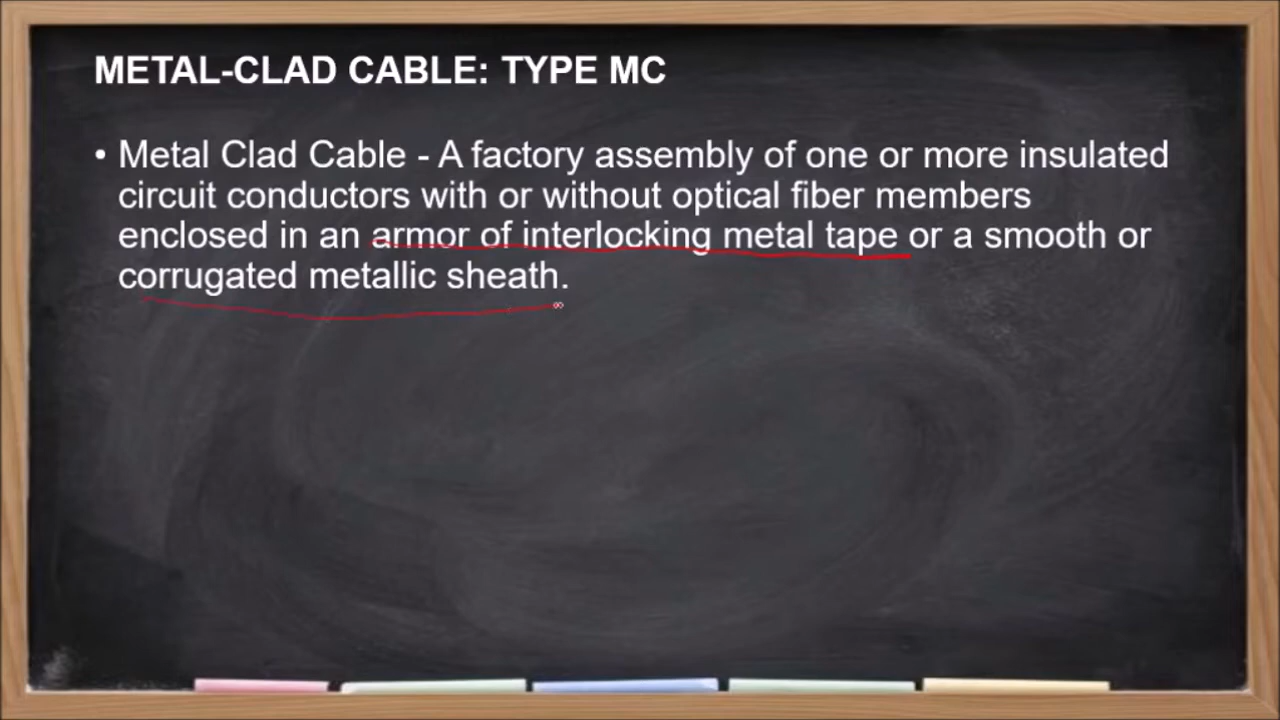 METAL-CLAD CABLE: TYPE MC
• Metal Clad Cable - A factory assembly of one or more insulated
circuit conductors with or without optical fiber members
enclosed in an armor of interlocking metal tape or a smooth or
corrugated metallic sheath.